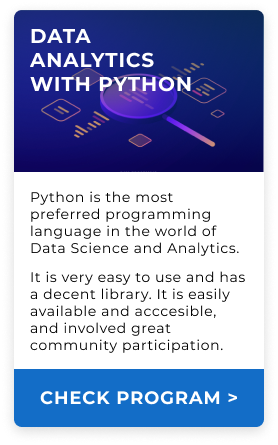 DATA
ANALYTICS
WITH PYTHON
Python is the most
preferred programming
language in the world of
Data Science and Analytics.
It is very easy to use and has
a decent library. It is easily
available and acccesible,
and involved great
community participation.
CHECK PROGRAM >